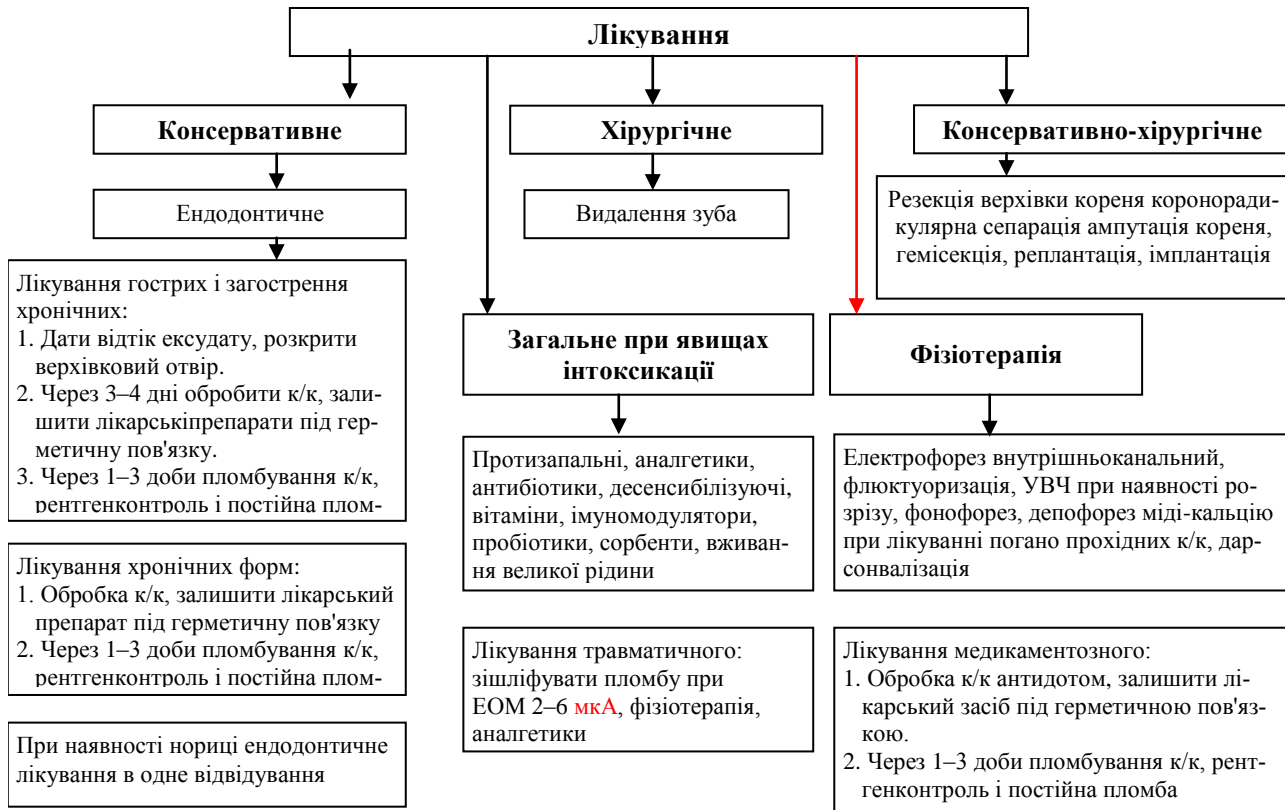 Лікування
Консервативне
Хірургічне
Консервативно-хірургічне
Ендодонтичне
Видалення зуба
Резекція верхівки кореня коронoради-
кулярна сепарація ампутація кореня,
гемісекція, реплантація, імплантація
Лікування гострих і загострення
хронічних:
1. Дати відтік ексудату, розкрити
верхівковий отвір.
2. Через 3–4 дні обробити к/к, зали-
шити лікарськіпрепарати під гер-
метичну пов'язку.
3. Через 1–3 доби пломбування к/к,
рентгенконтроль і постійна плом-
Загальне при явищах
інтоксикації
Фізіотерапія
Протизапальні, аналгетики,
антибіотики, десенсибілізуючі,
вітаміни, імуномодулятори,
пробіотики, сорбенти, вживан-
ня великої рідини
Електрофорез внутрішньоканальний,
флюктуоризація, УВЧ при наявності ро-
зрізу, фонофорез, депофорез міді-кальцію
при лікуванні погано прохідних к/к, дар-
сонвалізація
Лікування хронічних форм:
1. Обробка к/к, залишити лікарський
препарат під герметичну пов'язку
2. Через 1–3 доби пломбування к/к,
рентгенконтроль і постійна плом-
Лікування травматичного:
зішліфувати пломбу при
ЕОМ 2–6 мкА, фізіотерапія,
аналгетики
Лікування медикаментозного:
1. Обробка к/к антидотом, залишити лі-
карський засіб під герметичною пов'яз-
кою.
2. Через 1–3 доби пломбування к/к, рент-
генконтроль і постійна пломба
При наявності нориці ендодонтичне
лікування в одне відвідування